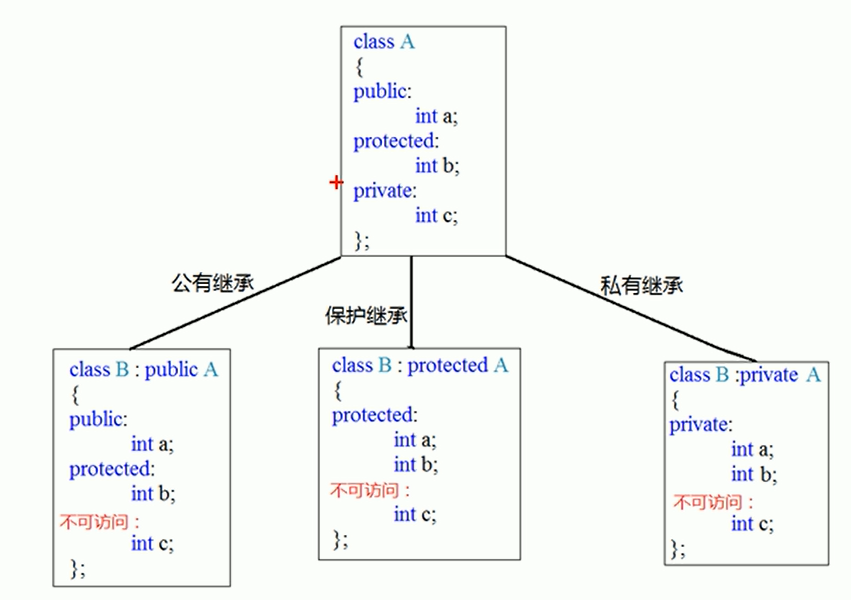 class A
{
public:
int a;
protected:
int b;
private:
int c;
};
公有继承
保护继承
私有继承
class B : public A
{
public:
int a;
protected:
int b;
不可访问：
int c;
};
class B : protected A
{
protected:
int a;
int b;
不可访问：
int c;
};
class B :private A
{
private:
int a;
int b;
不可访问：
int c;
};